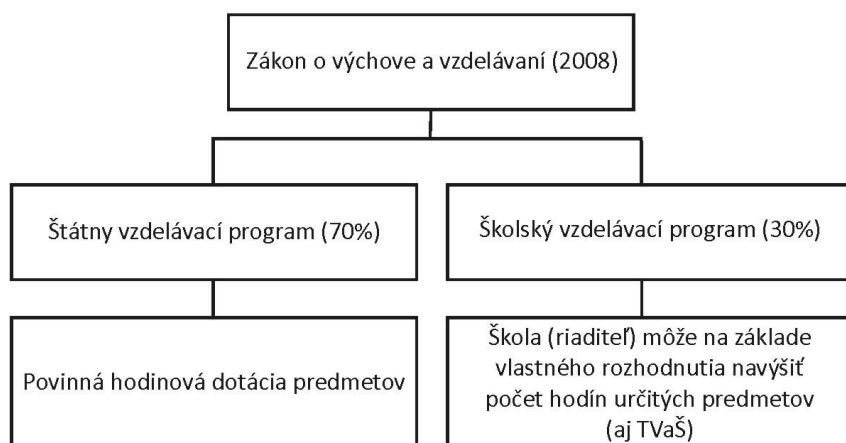 Zákon o výchove a vzdelávaní (2008)
Štátny vzdelávací program (70%)
Školský vzdelávací program (30%)
Povinná hodinová dotácia predmetov
Škola (riaditeľ) môže na základe
vlastného rozhodnutia navýšiť
počet hodín určitých predmetov
(aj TVaŠ)